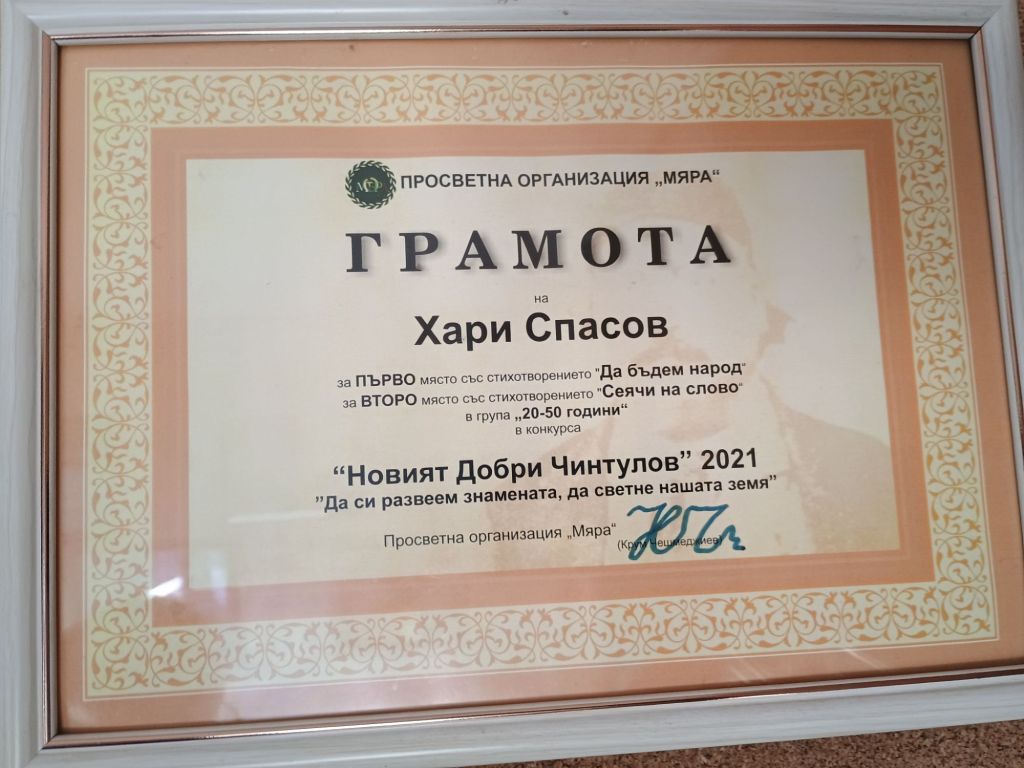 ПРОСВЕТНА ОРГАНИЗАЦИЯ „МЯРА“
ГРАМОТА
на
Хари Спасов
за ПЪРВО място със стихотворението "Да бъдем народ"
за ВТОРО място със стихотворението "Сеячи на слово"
в група „20-50 години“
в конкурса
“Новият Добри Чинтулов” 2021
”Да си развеем знамената, да светне нашата земя”
Просветна организация „Мяра“
(Крум Чешмеджиев)